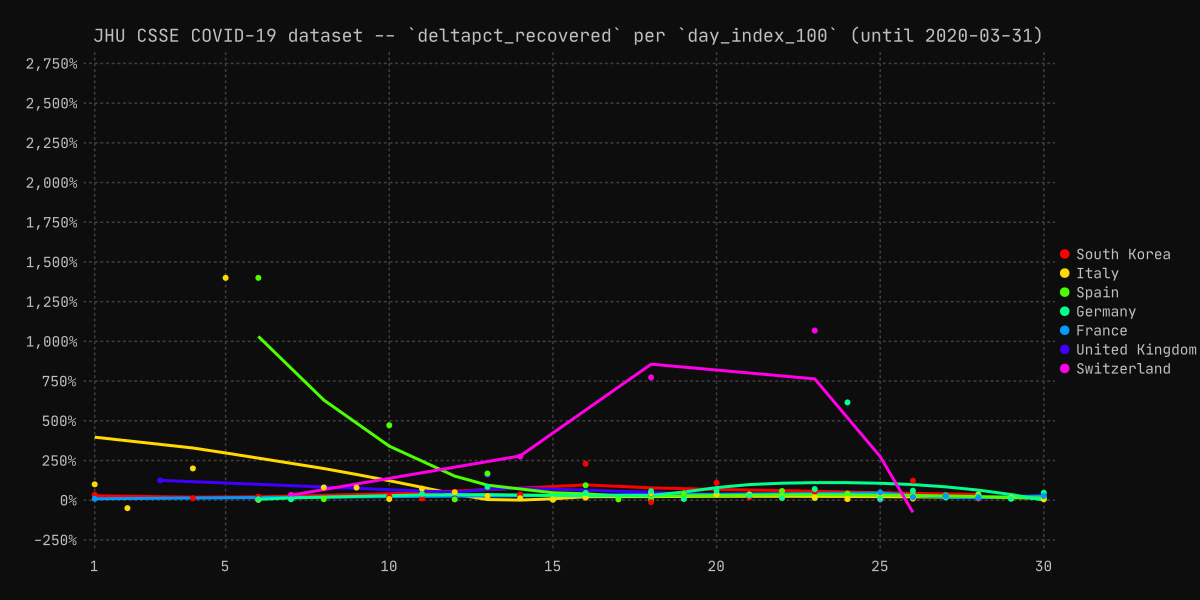 JHU CSSE COVID-19 dataset -- `deltapct_recovered` per `day_index_100` (until 2020-03-31)
2,750%
2,500%
2,250%
2,000%
1,750%
1,500%
1,250%
1,000%
750%
500%
250%
0%
-250%
1 5 10 15 20 25 30
South Korea
Italy
Spain
Germany
France
United Kingdom
Switzerland